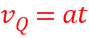 v_Q = at